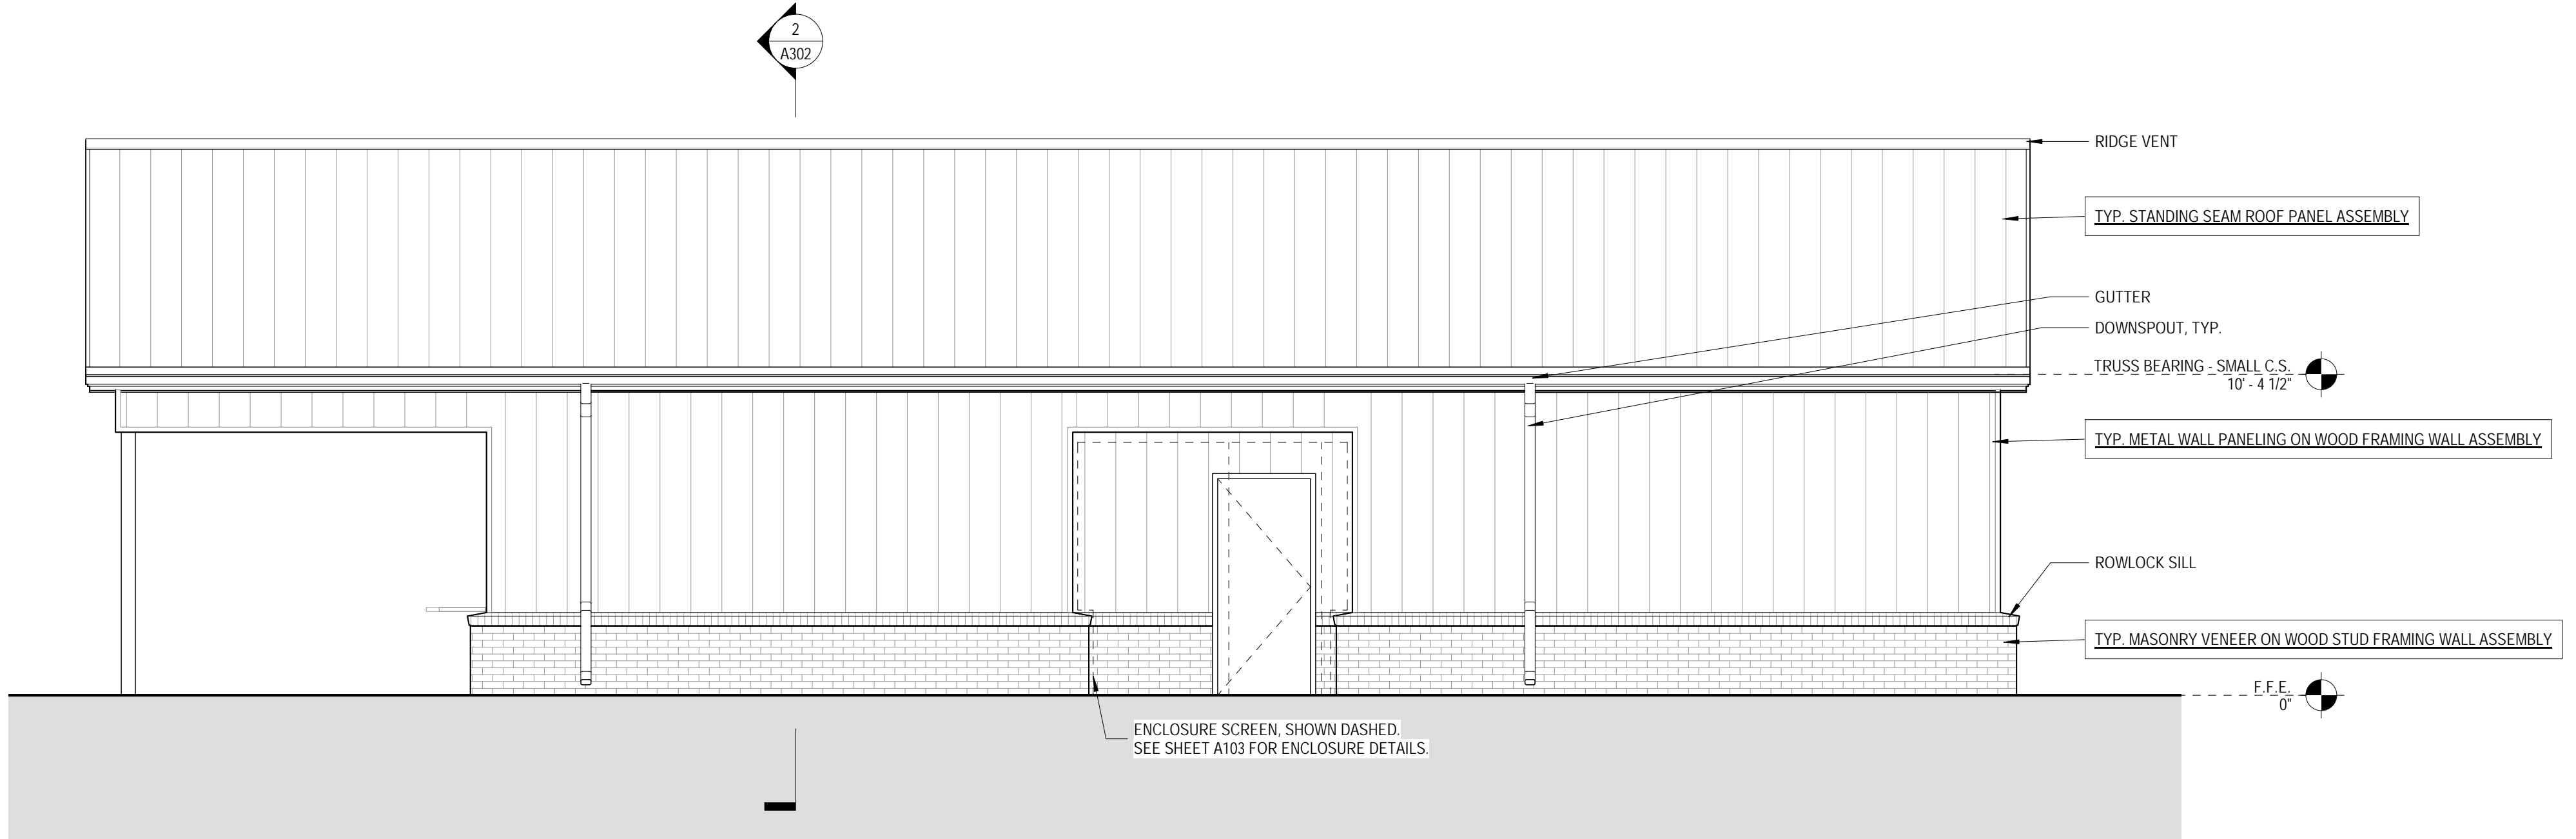 2
A302
RIDGE VENT
TYP. STANDING SEAM ROOF PANEL ASSEMBLY
GUTTER
DOWNSPOUT, TYP.
TRUSS BEARING - SMALL C.S.
10' - 4 1/2"
TYP. METAL WALL PANELING ON WOOD FRAMING WALL ASSEMBLY
ROWLOCK SILL
TYP. MASONRY VENEER ON WOOD STUD FRAMING WALL ASSEMBLY
F.F.E.
0"
ENCLOSURE SCREEN, SHOWN DASHED.
SEE SHEET A103 FOR ENCLOSURE DETAILS.